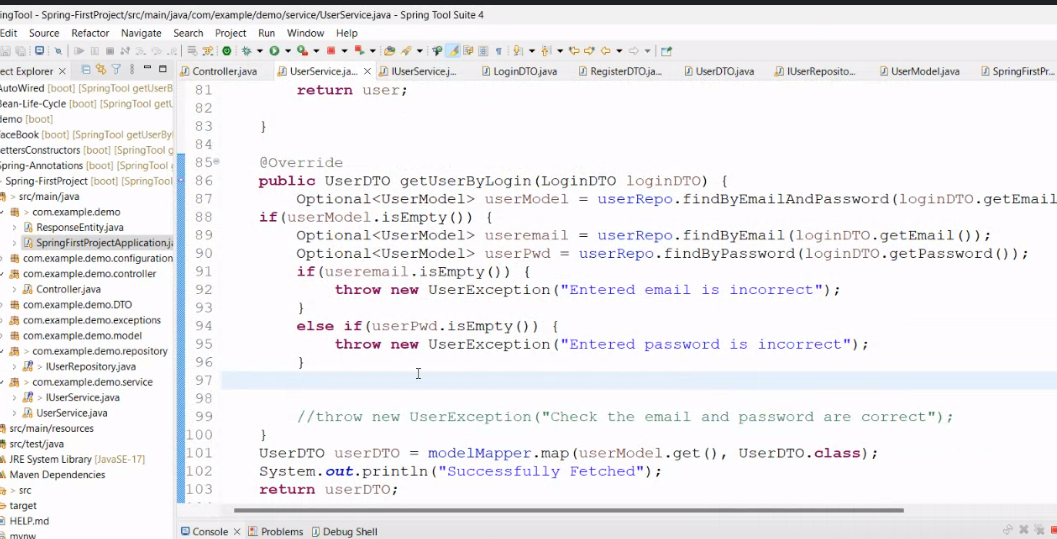 ingTool - Spring-FirstProject/src/main/java/com/example/demo/service/UserService.java - Spring Tool Suite 4
Edit Source Refactor Navigate Search Project Run Window Help
ect Explorer
Controller.java UserService.ja... IUserService.j... LoginDTO.java RegisterDTO.ja... UserDTO.java IUserReposito... UserModel.java SpringFirstPr...
AutoWired [boot] [SpringTool getUserB
Bean-Life-Cycle [boot] [SpringTool getU
demo [boot]
FaceBook [boot] [SpringTool getUserBy
ettersConstructors [boot] [SpringTool
Spring-Annotations [boot] [SpringTool
Spring-FirstProject [boot] [SpringTool
src/main/java
com.example.demo
ResponseEntity.java
SpringFirstProjectApplication.ja
com.example.demo.configuration
com.example.demo.controller
Controller.java
com.example.demo.DTO
com.example.demo.exceptions
com.example.demo.model
> com.example.demo.repository
> IUserRepository.java
> com.example.demo.service
> IUserService.java
UserService.java
src/main/resources
src/test/java
JRE System Library [JavaSE-17]
Maven Dependencies
> src
target
HELP.md
mvnw
81 return user;
82
83 }
84
85 @Override
86 public UserDTO getUserByLogin(LoginDTO loginDTO) {
87 Optional<UserModel> userModel = userRepo.findByEmailAndPassword(loginDTO.getEmail
88 if(userModel.isEmpty()) {
89 Optional<UserModel> useremail = userRepo.findByEmail(loginDTO.getEmail());
90 Optional<UserModel> userPwd = userRepo.findByPassword(loginDTO.getPassword());
91 if(useremail.isEmpty()) {
92 throw new UserException("Entered email is incorrect");
93 }
94 else if(userPwd.isEmpty()) {
95 throw new UserException("Entered password is incorrect");
96 }
97
98
99 //throw new UserException("Check the email and password are correct");
100 }
101 UserDTO userDTO = modelMapper.map(userModel.get(), UserDTO.class);
102 System.out.println("Successfully Fetched");
103 return userDTO;
Console Problems Debug Shell